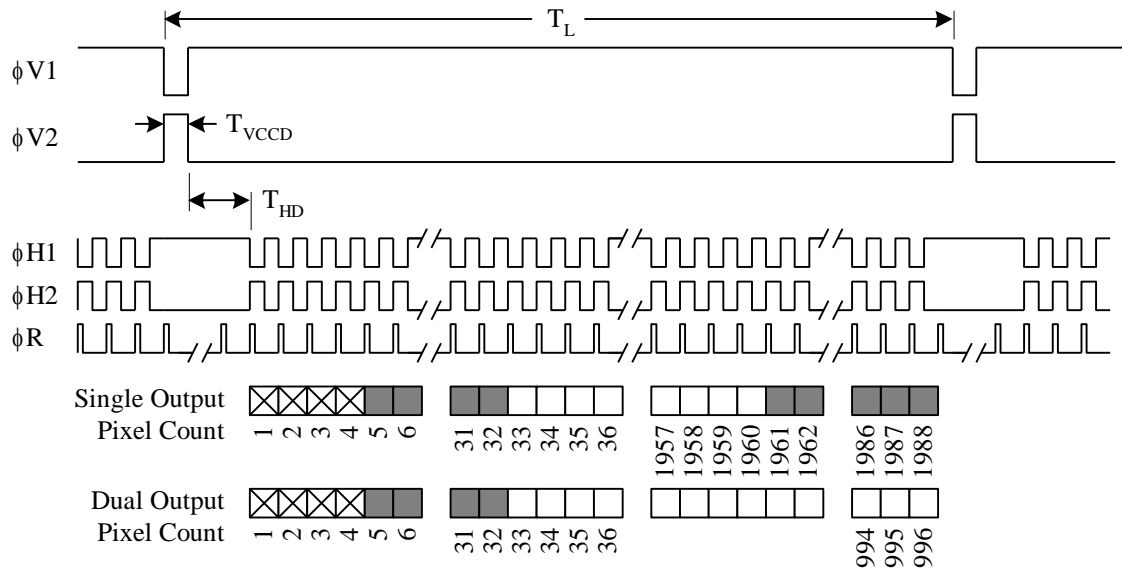 T_L
ϕV1
ϕV2
T_VCCD
T_HD
ϕH1
ϕH2
ϕR
Single Output
Pixel Count
1 2 3 4 5 6 31 32 33 34 35 36 1957 1958 1959 1960 1961 1962 1986 1987 1988
Dual Output
Pixel Count
1 2 3 4 5 6 31 32 33 34 35 36 994 995 996